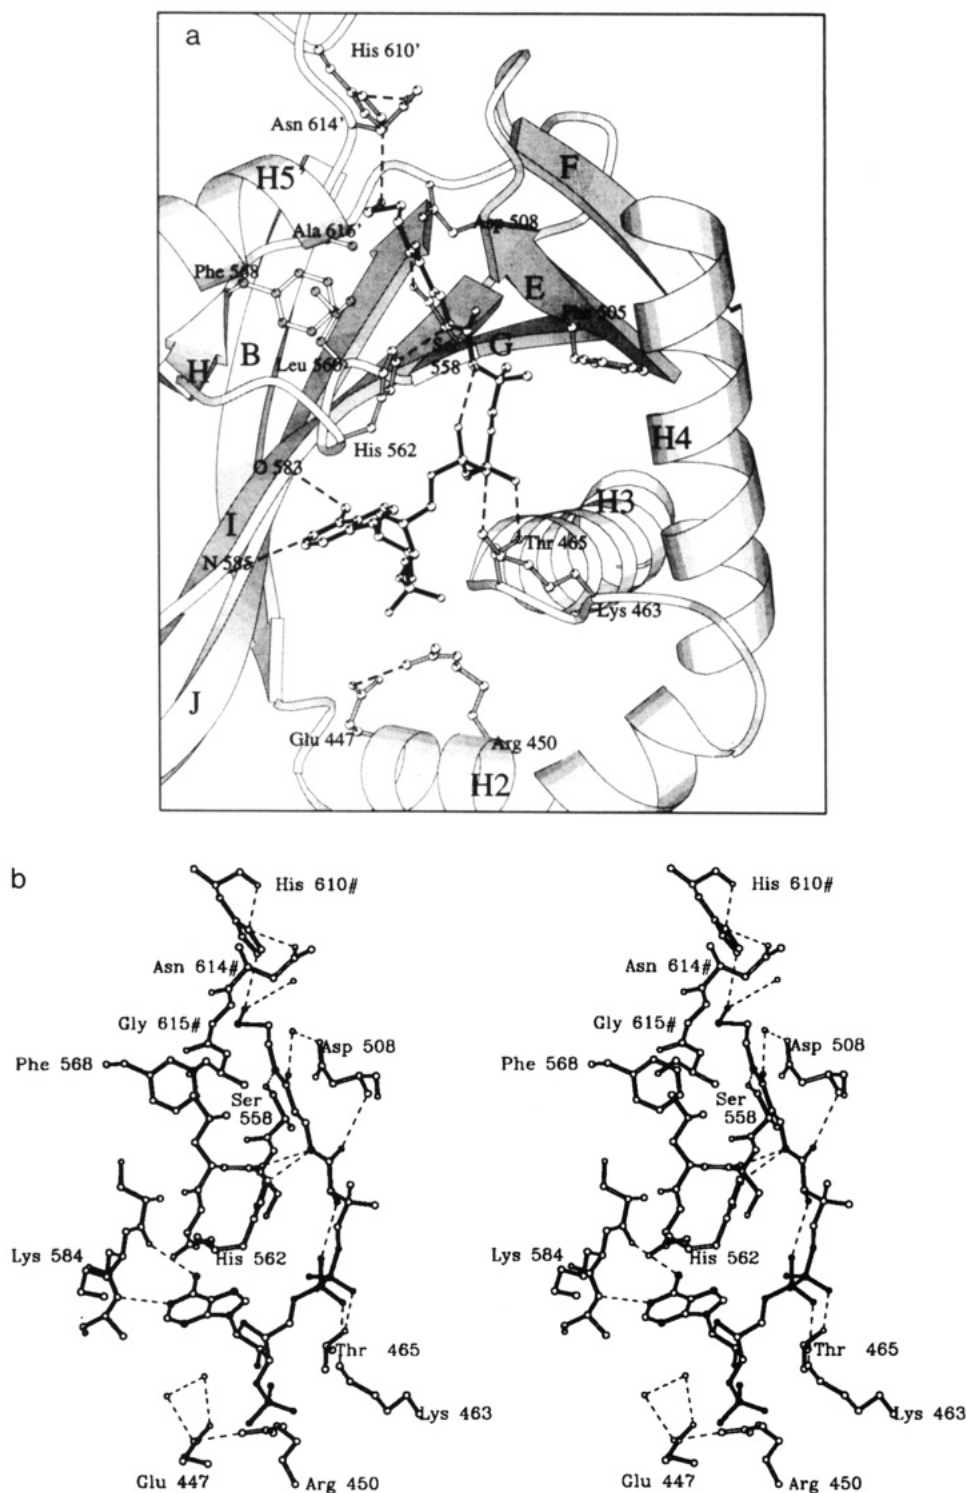 a
His 610'
Asn 614'
H5
F
Asp 508
Ala 616'
Phe 568
E
Phe 505
B
G
H
Leu 560
558
H4
His 562
O 583
H3
I
Thr 465
N 585
Lys 463
J
Glu 447
Arg 450
H2
b
His 610#
His 610#
Asn 614#
Asn 614#
Gly 615#
Gly 615#
Asp 508
Asp 508
Phe 568
Phe 568
Ser
558
Ser
558
Lys 584
His 562
Lys 584
His 562
Thr 465
Thr 465
Lys 463
Lys 463
Glu 447
Arg 450
Glu 447
Arg 450